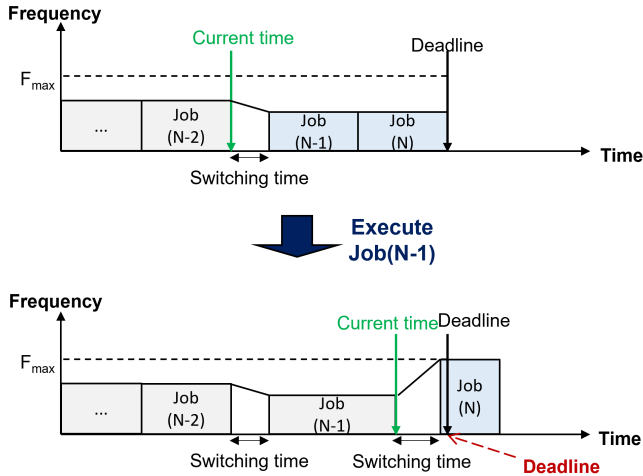 Frequency
Current time
Deadline
Fmax
...
Job
(N-2)
Job
(N-1)
Job
(N)
Time
Switching time
Execute
Job(N-1)
Frequency
Current time
Deadline
Fmax
...
Job
(N-2)
Job
(N-1)
Job
(N)
Time
Switching time
Switching time
Deadline